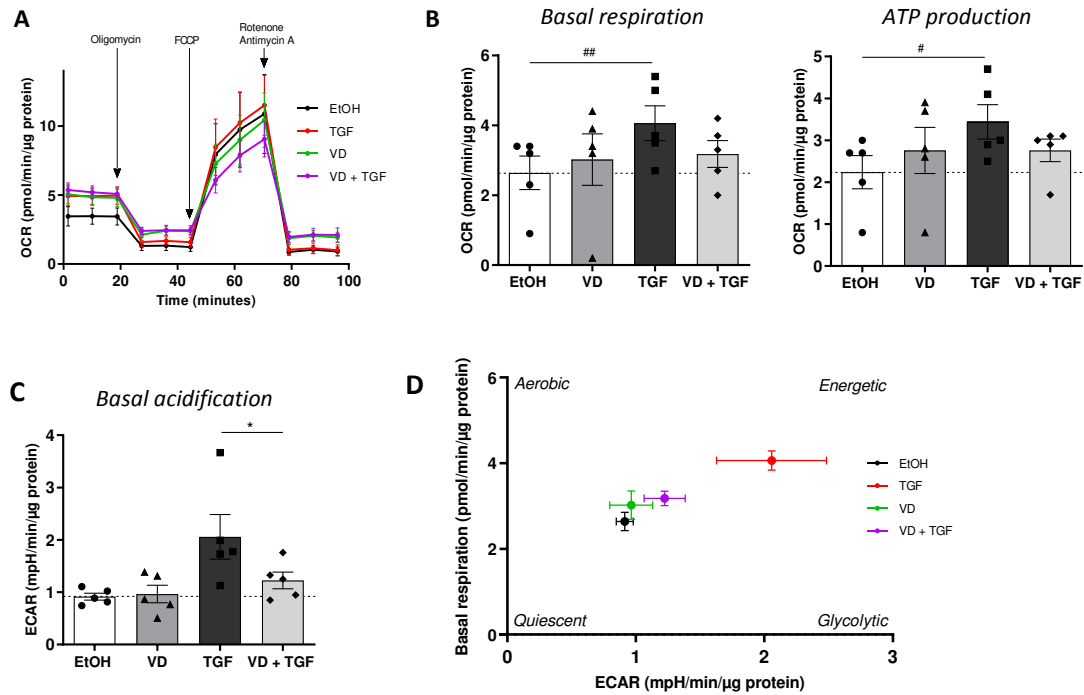 A
Oligomycin
FCCP
Rotenone
Antimycin A
OCR (pmol/min/µg protein)
10
5
0
0 20 40 60 80 100
Time (minutes)
EtOH
TGF
VD
VD + TGF
B
Basal respiration
##
OCR (pmol/min/µg protein)
6
4
2
0
EtOH VD TGF VD + TGF
ATP production
#
OCR (pmol/min/µg protein)
5
4
3
2
1
0
EtOH VD TGF VD + TGF
C
Basal acidification
*
ECAR (mpH/min/µg protein)
4
3
2
1
0
EtOH VD TGF VD + TGF
D
Aerobic
Energetic
Quiescent
Glycolytic
Basal respiration (pmol/min/µg protein)
6
4
2
0
0 1 2 3
ECAR (mpH/min/µg protein)
EtOH
TGF
VD
VD + TGF